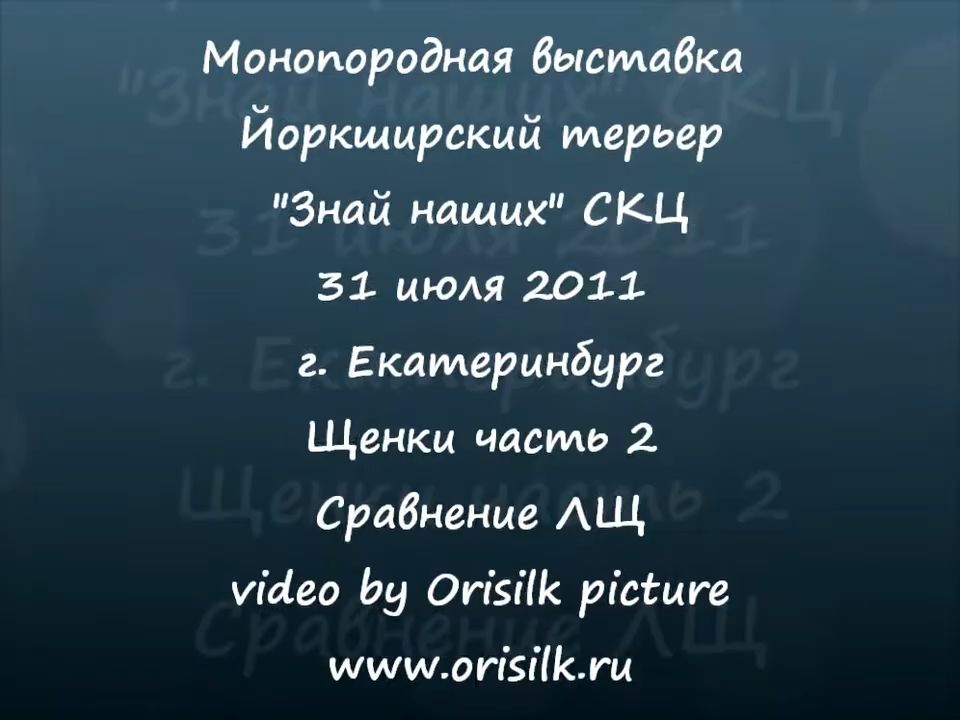 Монопородная выставка
Йоркширский терьер
"Знай наших" СКЦ
31 июля 2011
г. Екатеринбург
Щенки часть 2
Сравнение ЛЩ
video by Orisilk picture
www.orisilk.ru